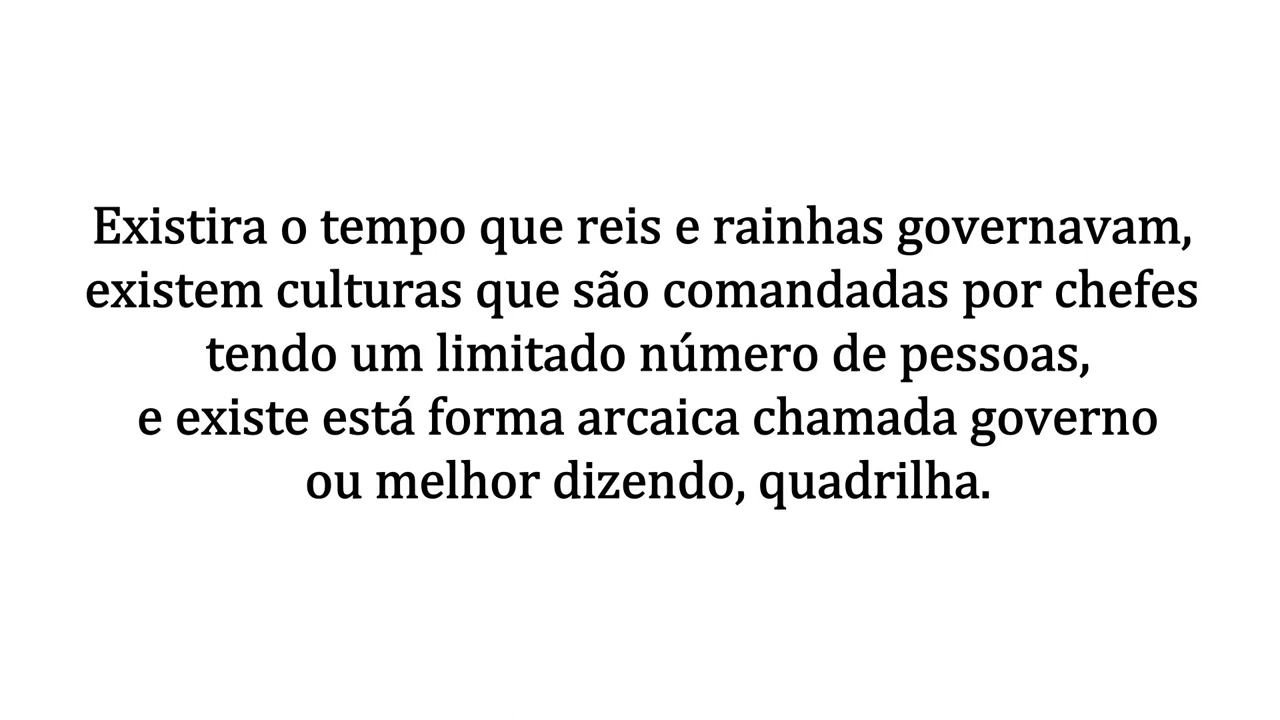 Existira o tempo que reis e rainhas governavam,
existem culturas que são comandadas por chefes
tendo um limitado número de pessoas,
e existe está forma arcaica chamada governo
ou melhor dizendo, quadrilha.